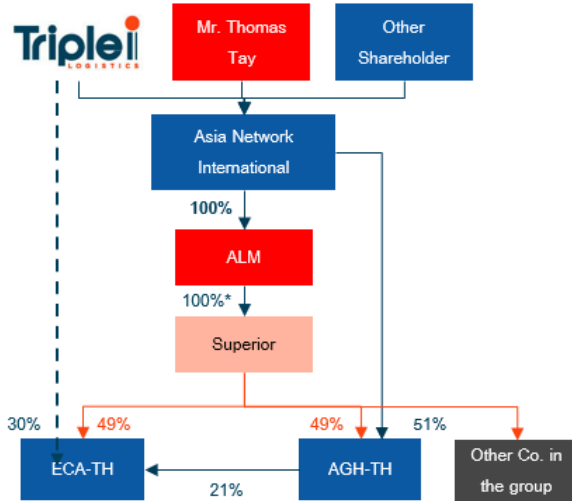 Triplei
LOGISTICS
Mr. Thomas
Tay
Other
Shareholder
Asia Network
International
100%
ALM
100%*
Superior
30%
49%
49%
51%
ECA-TH
21%
AGH-TH
Other Co. in
the group